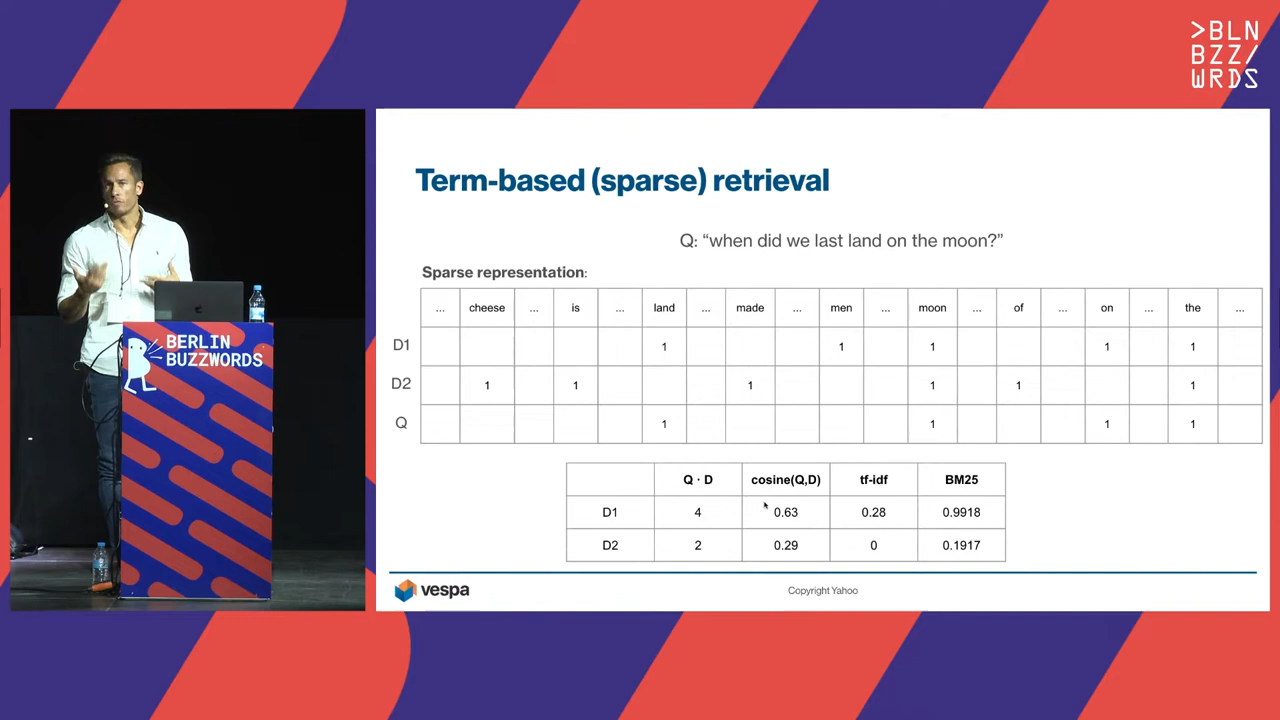 >BLN
BZZ/
WRDS
BERLIN
BUZZWORDS
Term-based (sparse) retrieval
Q: “when did we last land on the moon?”
Sparse representation:
... cheese ... is ... land ... made ... men ... moon ... of ... on ... the ...
D1 1 1 1 1 1
D2 1 1 1 1 1 1
Q 1 1 1 1
Q · D cosine(Q,D) tf-idf BM25
D1 4 0.63 0.28 0.9918
D2 2 0.29 0 0.1917
vespa
Copyright Yahoo